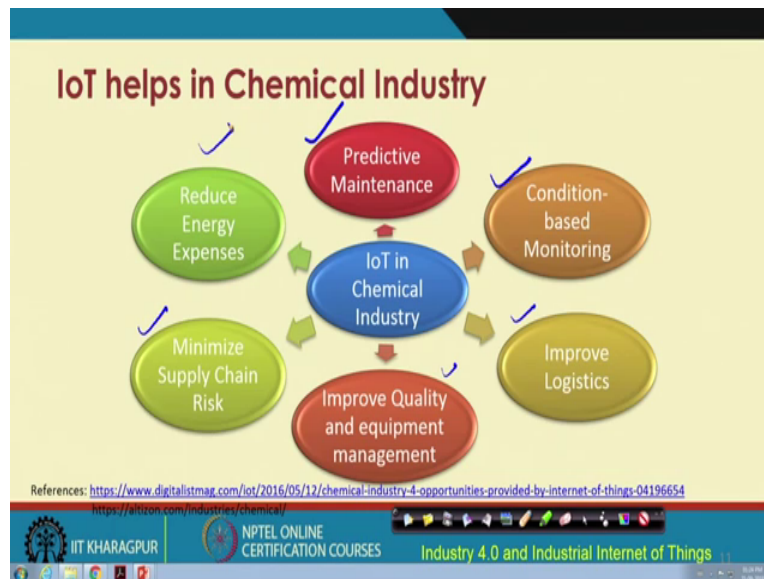 IoT helps in Chemical Industry
Predictive
Maintenance
Reduce
Energy
Expenses
Condition-
based
Monitoring
IoT in
Chemical
Industry
Minimize
Supply Chain
Risk
Improve
Logistics
Improve Quality
and equipment
management
References: https://www.digitalistmag.com/iot/2016/05/12/chemical-industry-4-opportunities-provided-by-internet-of-things-04196654
https://altizon.com/industries/chemical/
IIT KHARAGPUR
NPTEL ONLINE
CERTIFICATION COURSES
Industry 4.0 and Industrial Internet of Things
11